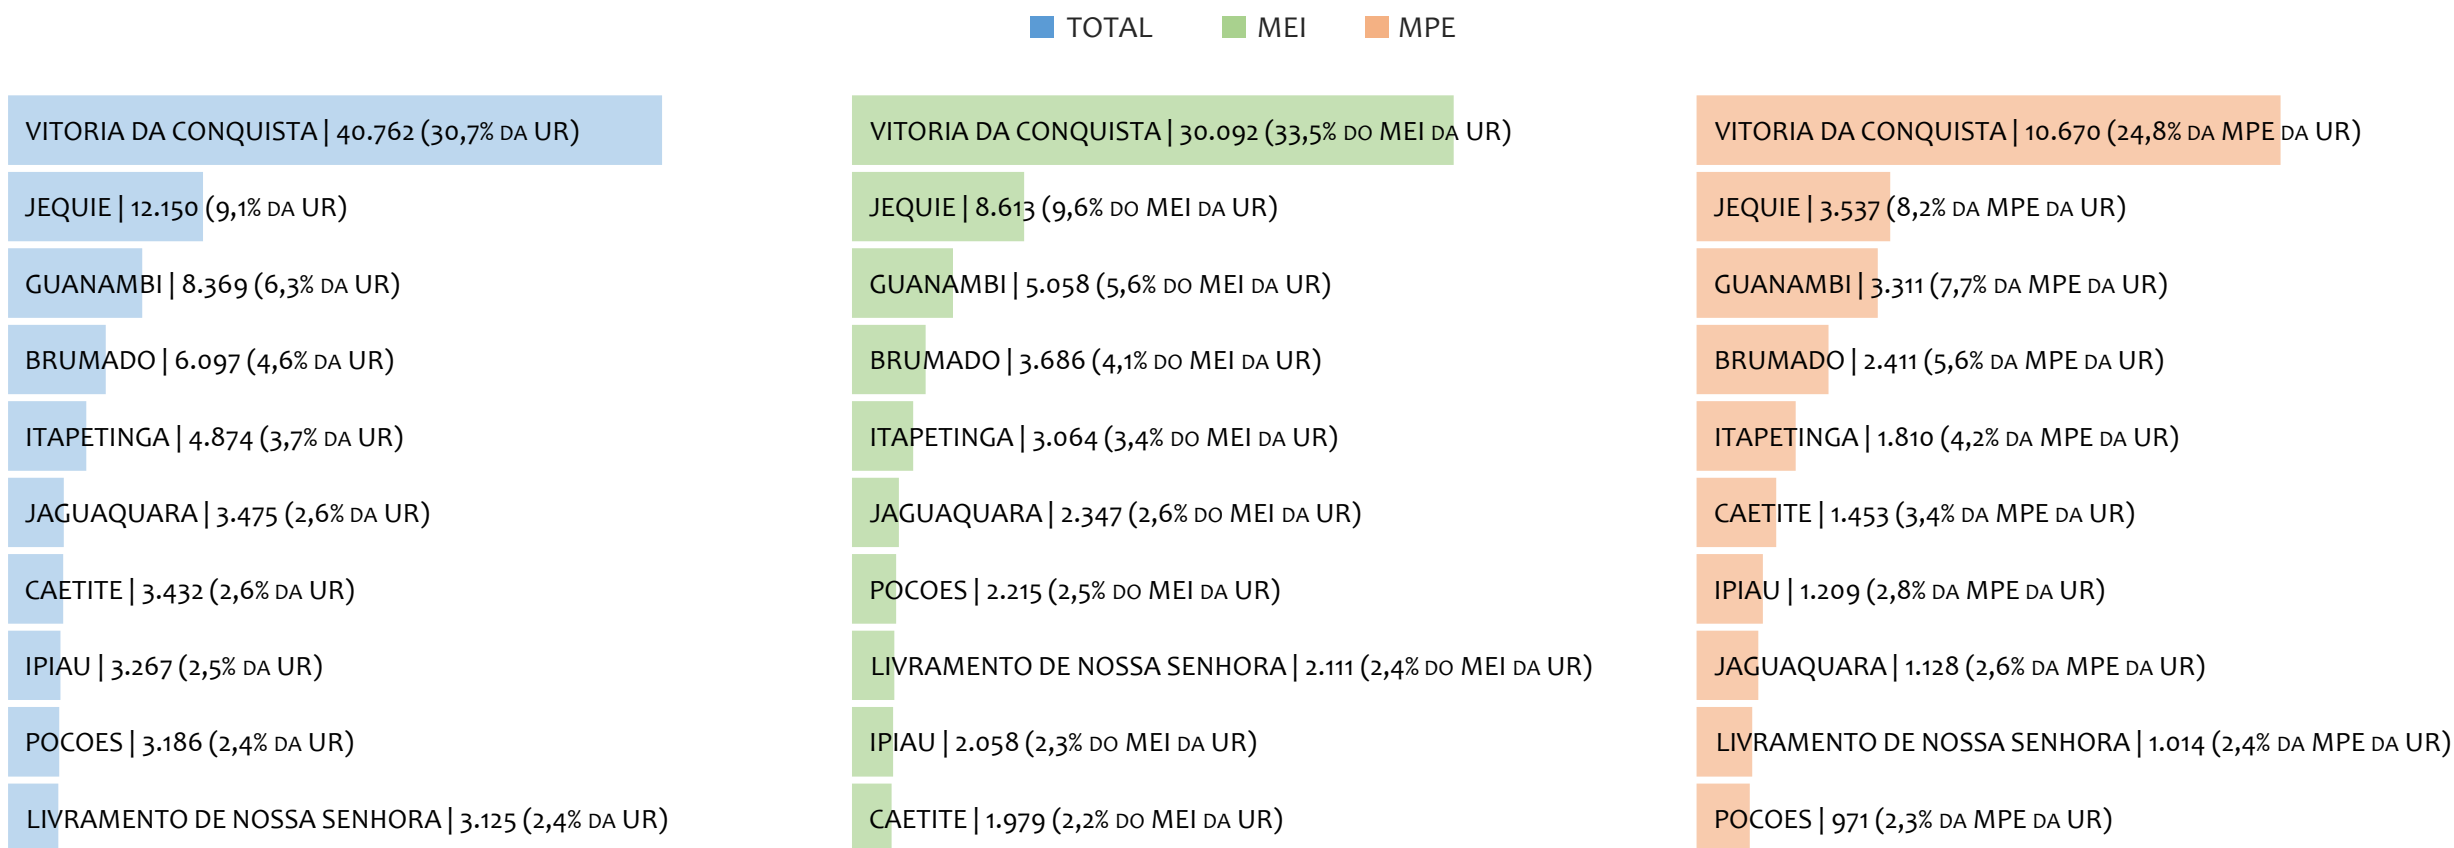 TOTAL MEI MPE
VITORIA DA CONQUISTA | 40.762 (30,7% DA UR)
JEQUIE | 12.150 (9,1% DA UR)
GUANAMBI | 8.369 (6,3% DA UR)
BRUMADO | 6.097 (4,6% DA UR)
ITAPETINGA | 4.874 (3,7% DA UR)
JAGUAQUARA | 3.475 (2,6% DA UR)
CAETITE | 3.432 (2,6% DA UR)
IPIAU | 3.267 (2,5% DA UR)
POCOES | 3.186 (2,4% DA UR)
LIVRAMENTO DE NOSSA SENHORA | 3.125 (2,4% DA UR)
VITORIA DA CONQUISTA | 30.092 (33,5% DO MEI DA UR)
JEQUIE | 8.613 (9,6% DO MEI DA UR)
GUANAMBI | 5.058 (5,6% DO MEI DA UR)
BRUMADO | 3.686 (4,1% DO MEI DA UR)
ITAPETINGA | 3.064 (3,4% DO MEI DA UR)
JAGUAQUARA | 2.347 (2,6% DO MEI DA UR)
POCOES | 2.215 (2,5% DO MEI DA UR)
LIVRAMENTO DE NOSSA SENHORA | 2.111 (2,4% DO MEI DA UR)
IPIAU | 2.058 (2,3% DO MEI DA UR)
CAETITE | 1.979 (2,2% DO MEI DA UR)
VITORIA DA CONQUISTA | 10.670 (24,8% DA MPE DA UR)
JEQUIE | 3.537 (8,2% DA MPE DA UR)
GUANAMBI | 3.311 (7,7% DA MPE DA UR)
BRUMADO | 2.411 (5,6% DA MPE DA UR)
ITAPETINGA | 1.810 (4,2% DA MPE DA UR)
CAETITE | 1.453 (3,4% DA MPE DA UR)
IPIAU | 1.209 (2,8% DA MPE DA UR)
JAGUAQUARA | 1.128 (2,6% DA MPE DA UR)
LIVRAMENTO DE NOSSA SENHORA | 1.014 (2,4% DA MPE DA UR)
POCOES | 971 (2,3% DA MPE DA UR)